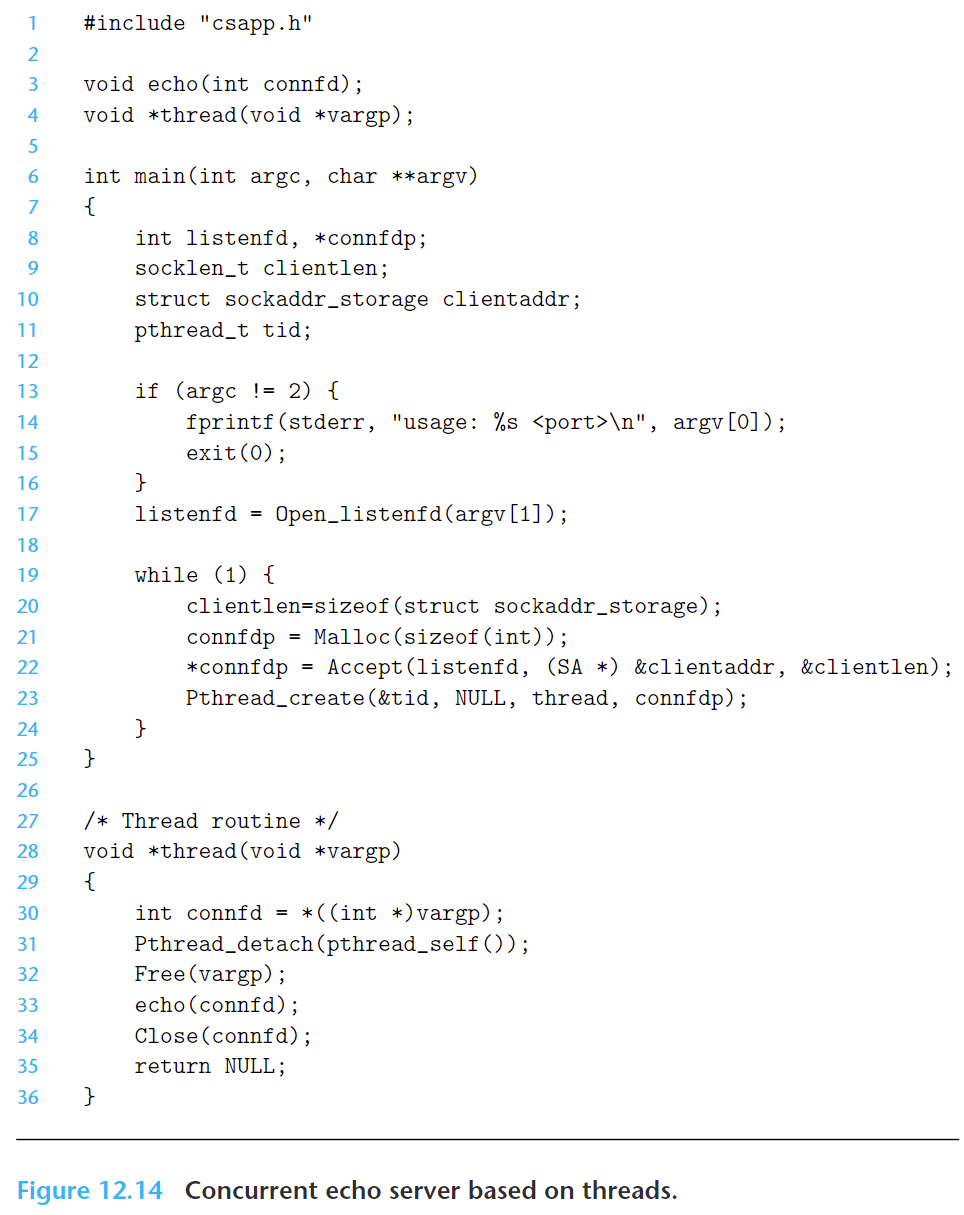 1 #include "csapp.h"
2
3 void echo(int connfd);
4 void *thread(void *vargp);
5
6 int main(int argc, char **argv)
7 {
8     int listenfd, *connfdp;
9     socklen_t clientlen;
10     struct sockaddr_storage clientaddr;
11     pthread_t tid;
12
13     if (argc != 2) {
14         fprintf(stderr, "usage: %s <port>\n", argv[0]);
15         exit(0);
16     }
17     listenfd = Open_listenfd(argv[1]);
18
19     while (1) {
20         clientlen=sizeof(struct sockaddr_storage);
21         connfdp = Malloc(sizeof(int));
22         *connfdp = Accept(listenfd, (SA *) &clientaddr, &clientlen);
23         Pthread_create(&tid, NULL, thread, connfdp);
24     }
25 }
26
27 /* Thread routine */
28 void *thread(void *vargp)
29 {
30     int connfd = *((int *)vargp);
31     Pthread_detach(pthread_self());
32     Free(vargp);
33     echo(connfd);
34     Close(connfd);
35     return NULL;
36 }
Figure 12.14 Concurrent echo server based on threads.